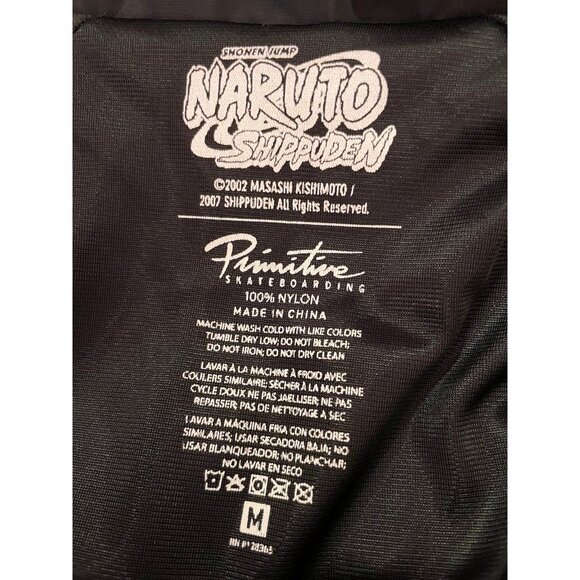 SHONEN JUMP
NARUTO
SHIPPUDEN
©2002 MASASHI KISHIMOTO /
2007 SHIPPUDEN All Rights Reserved.
Primitive
SKATEBOARDING
100% NYLON
MADE IN CHINA
MACHINE WASH COLD WITH LIKE COLORS
TUMBLE DRY LOW; DO NOT BLEACH;
DO NOT IRON; DO NOT DRY CLEAN
LAVAR A LA MACHINE A FROID AVEC
COULERS SIMILAIRE; SÉCHER À LA MACHINE
CYCLE DOUX NE PAS JAELLISER; NE PAS
REPASSER; PAS DE NETTOYAGE A SEC
LAVAR A MAQUINA FRIA CON COLORES
SIMILARES; USAR SECADORA BAJA; NO
USAR BLANQUEADOR; NO PLANCHAR;
NO LAVAR EN SECO
M
RN #128363